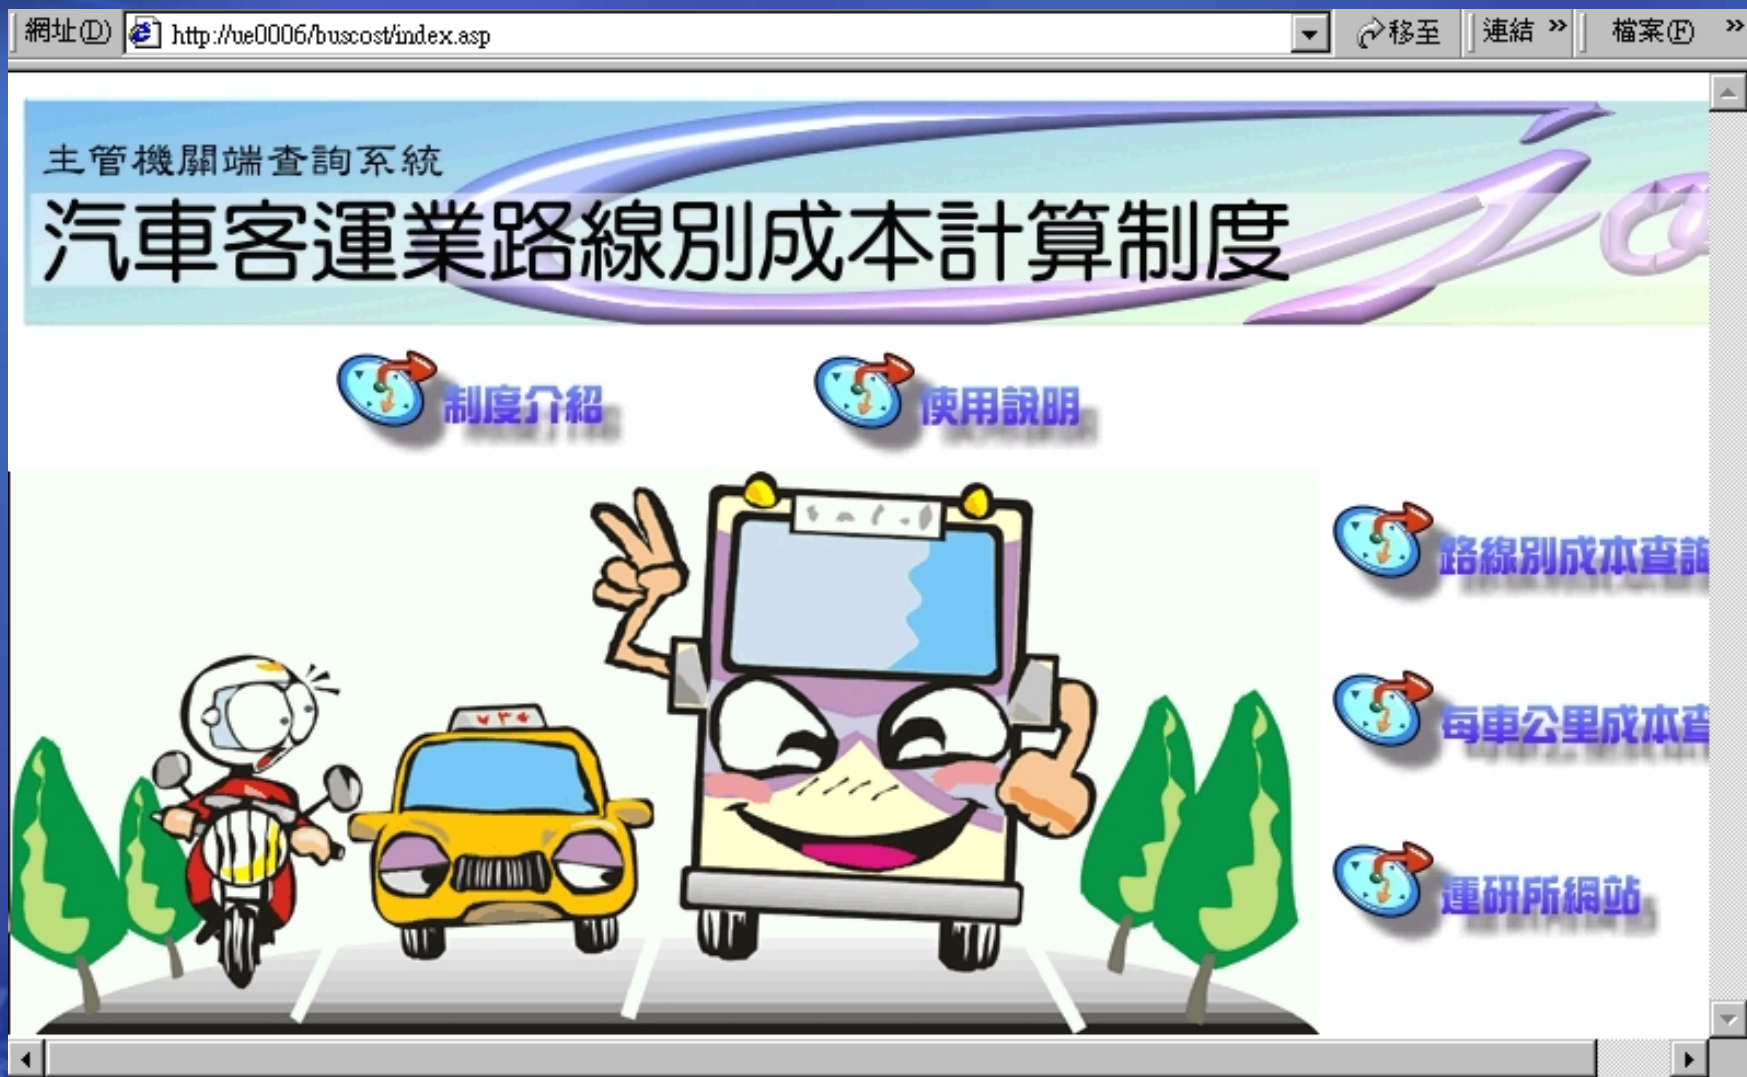 網址(D) http://ue0006/buscost/index.asp 移至 連結 » 檔案(F) »
主管機關端查詢系統
汽車客運業路線別成本計算制度
制度介紹 使用說明
路線別成本查詢
每車公里成本查
運研所網站